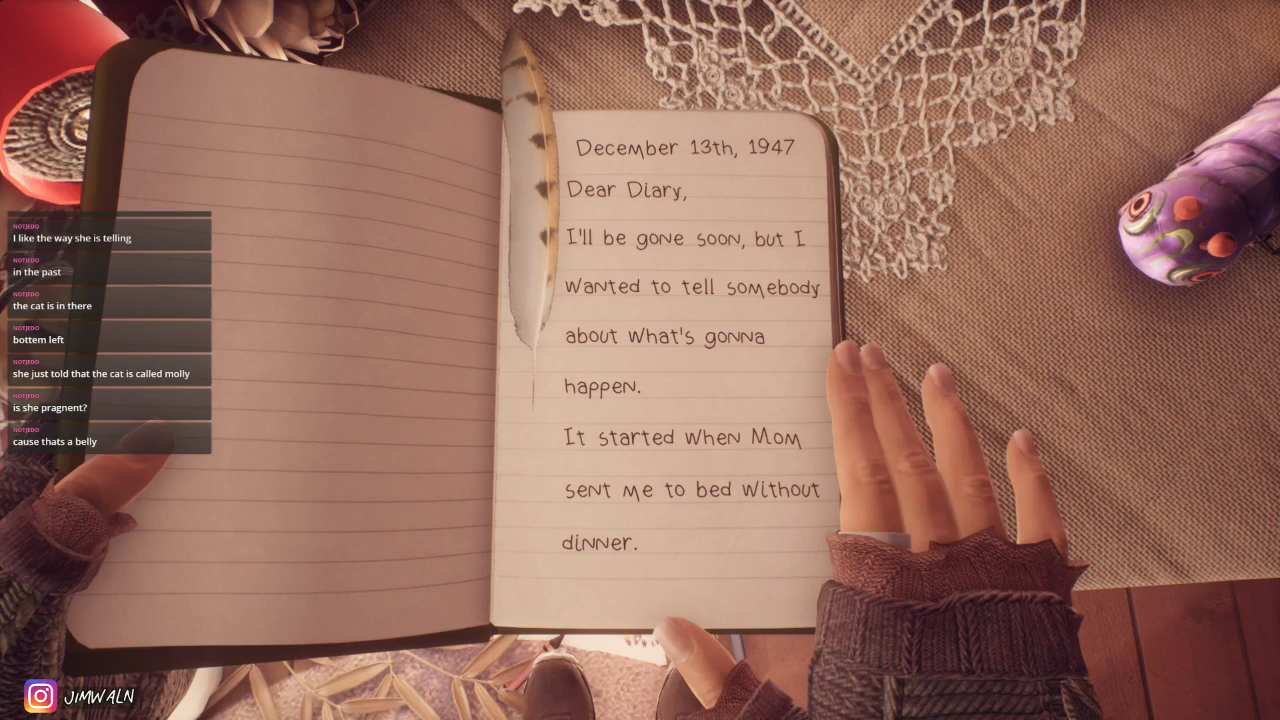 December 13th, 1947
Dear Diary,
I'll be gone soon, but I
wanted to tell somebody
about what's gonna
happen.
It started when Mom
sent me to bed without
dinner.
NOTJEDO
I like the way she is telling
NOTJEDO
in the past
NOTJEDO
the cat is in there
NOTJEDO
bottem left
NOTJEDO
she just told that the cat is called molly
NOTJEDO
is she pragnent?
NOTJEDO
cause thats a belly
JIMWALN